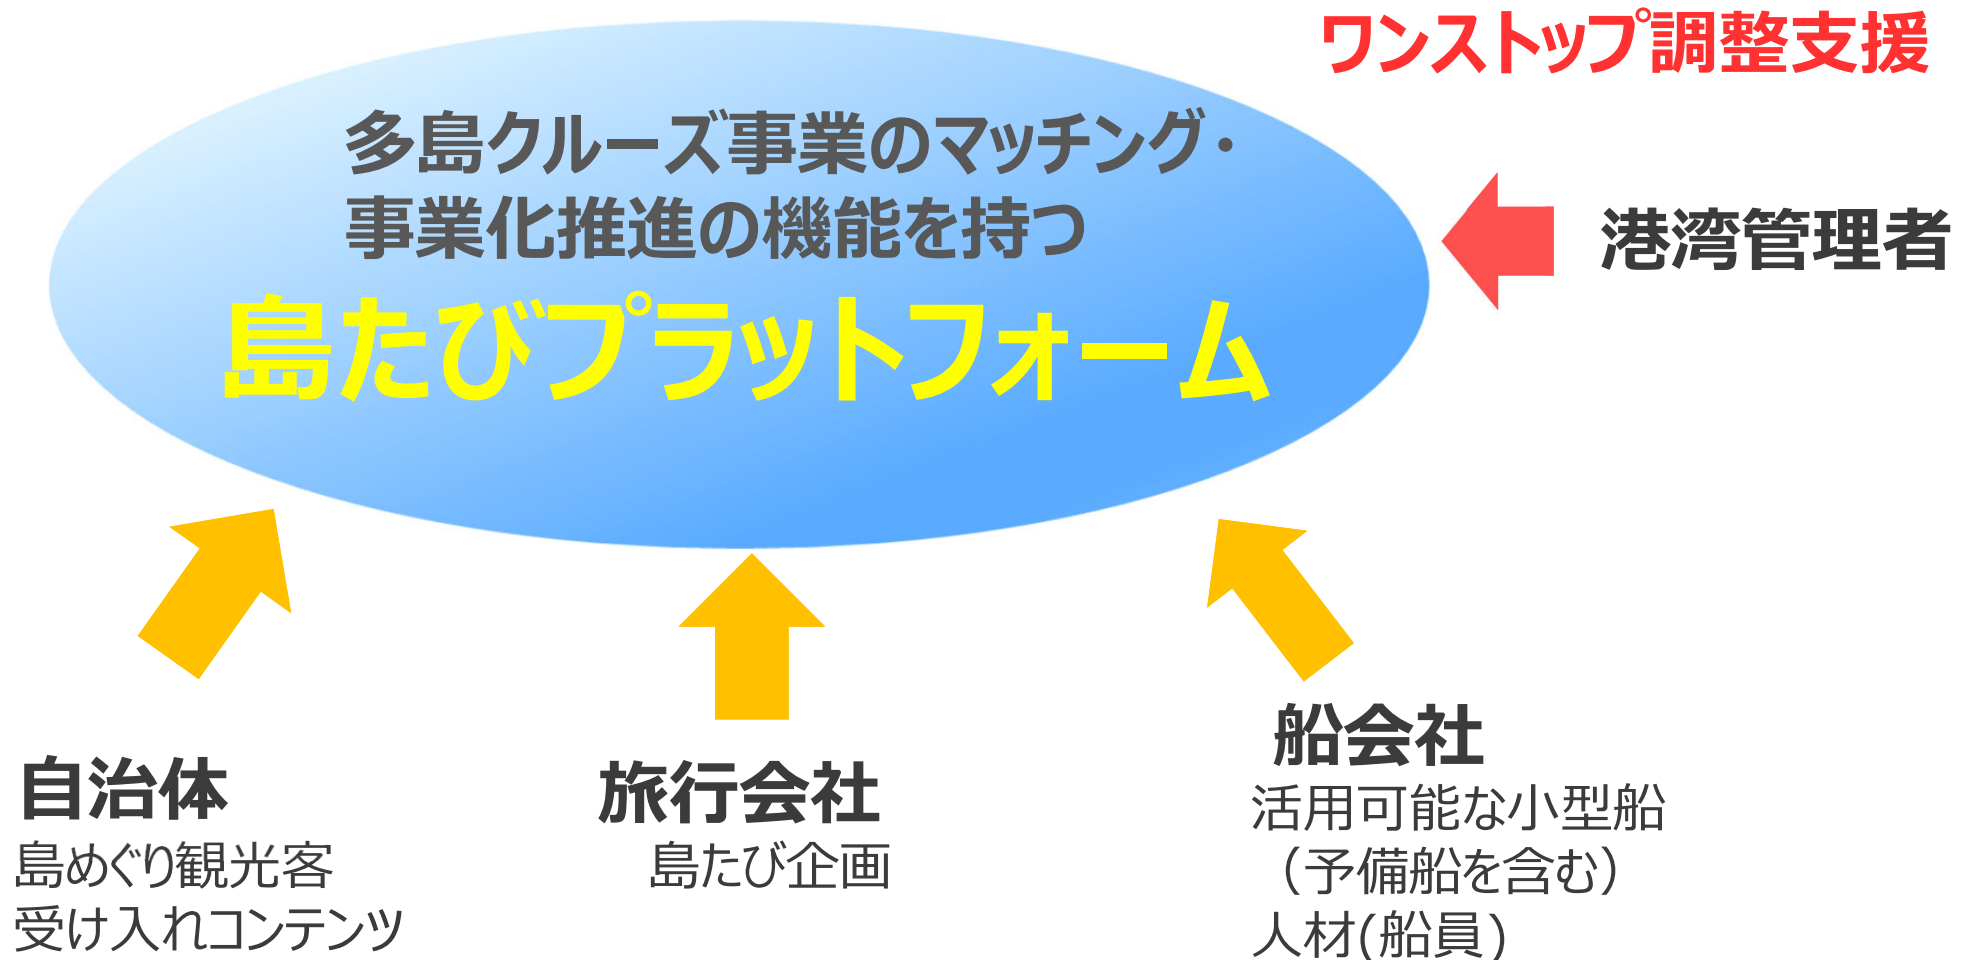 ワンストップ調整支援
多島クルーズ事業のマッチング・
事業化推進の機能を持つ
島たびプラットフォーム
港湾管理者
自治体
島めぐり観光客
受け入れコンテンツ
旅行会社
島たび企画
船会社
活用可能な小型船
（予備船を含む）
人材(船員)